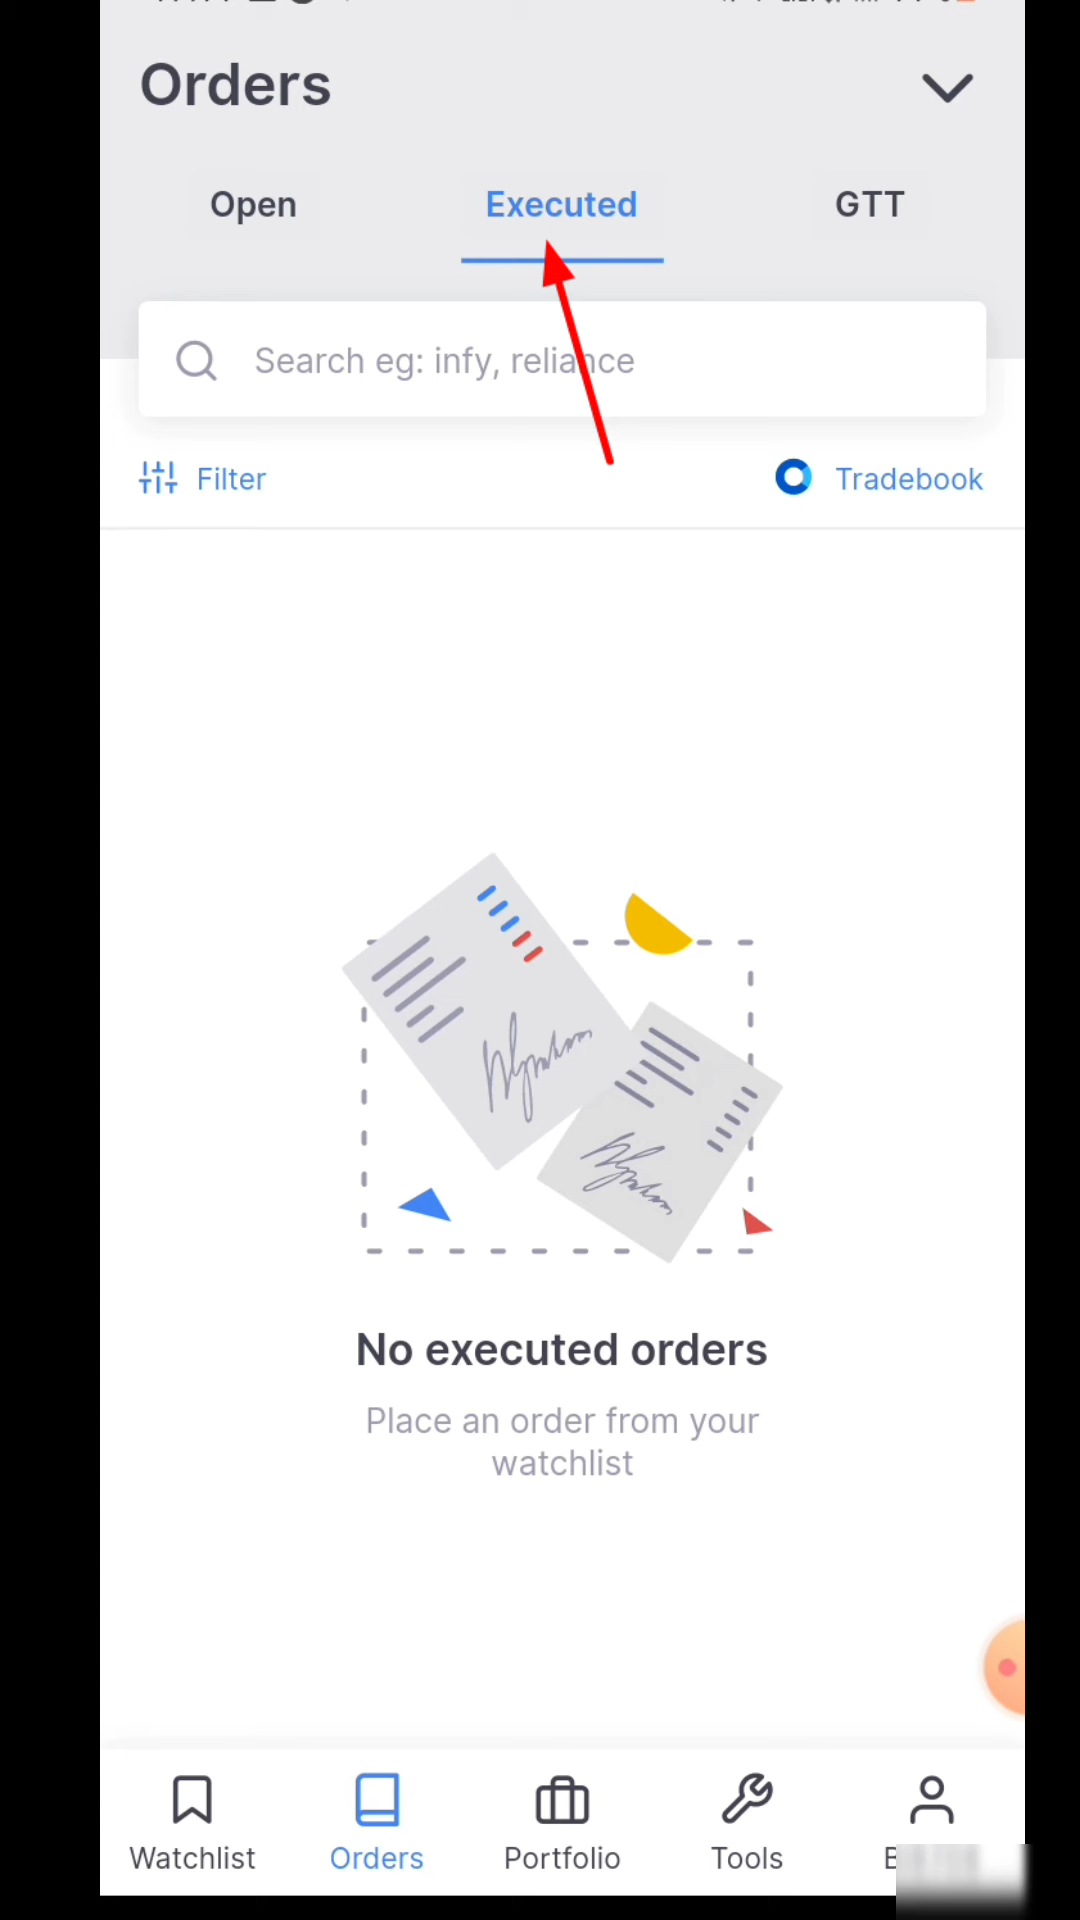 Orders
Open
Executed
GTT
Search eg: infy, reliance
Filter
Tradebook
No executed orders
Place an order from your
watchlist
Watchlist
Orders
Portfolio
Tools